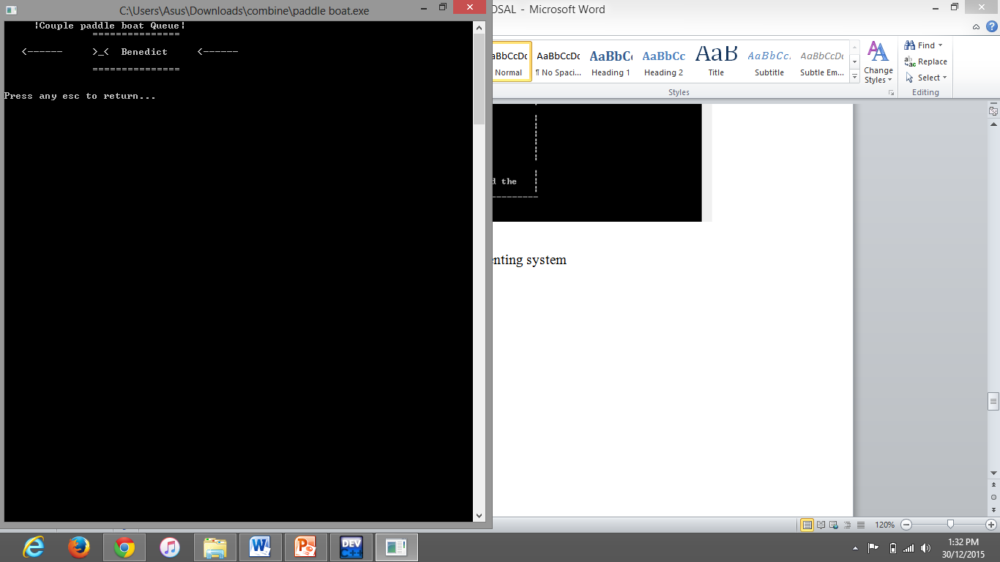 C:\Users\Asus\Downloads\combine\paddle boat.exe
¦Couple paddle boat Queue¦
===============
<------ >_< Benedict <------
===============
Press any esc to return...
OSAL - Microsoft Word
AaBbCcDc
AaBbCcDc
AaBbC
AaBbCc
AaB
AaBbCc.
AaBbCcDc
Normal
¶ No Spaci...
Heading 1
Heading 2
Title
Subtitle
Subtle Em...
Change
Styles
Find
Replace
Select
Styles
Editing
d the
enting system
120%
DEV
C++
1:32 PM
30/12/2015